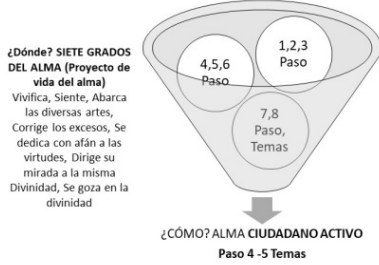 ¿Dónde? SIETE GRADOS
DEL ALMA (Proyecto de
vida del alma)
Vivifica, Siente, Abarca
las diversas artes,
Corrige los excesos, Se
dedica con afán a las
virtudes, Dirige su
mirada a la misma
Divinidad, Se goza en la
divinidad
4,5,6
Paso
1,2,3
Paso
7,8
Paso,
Temas
¿CÓMO? ALMA CIUDADANO ACTIVO
Paso 4 -5 Temas